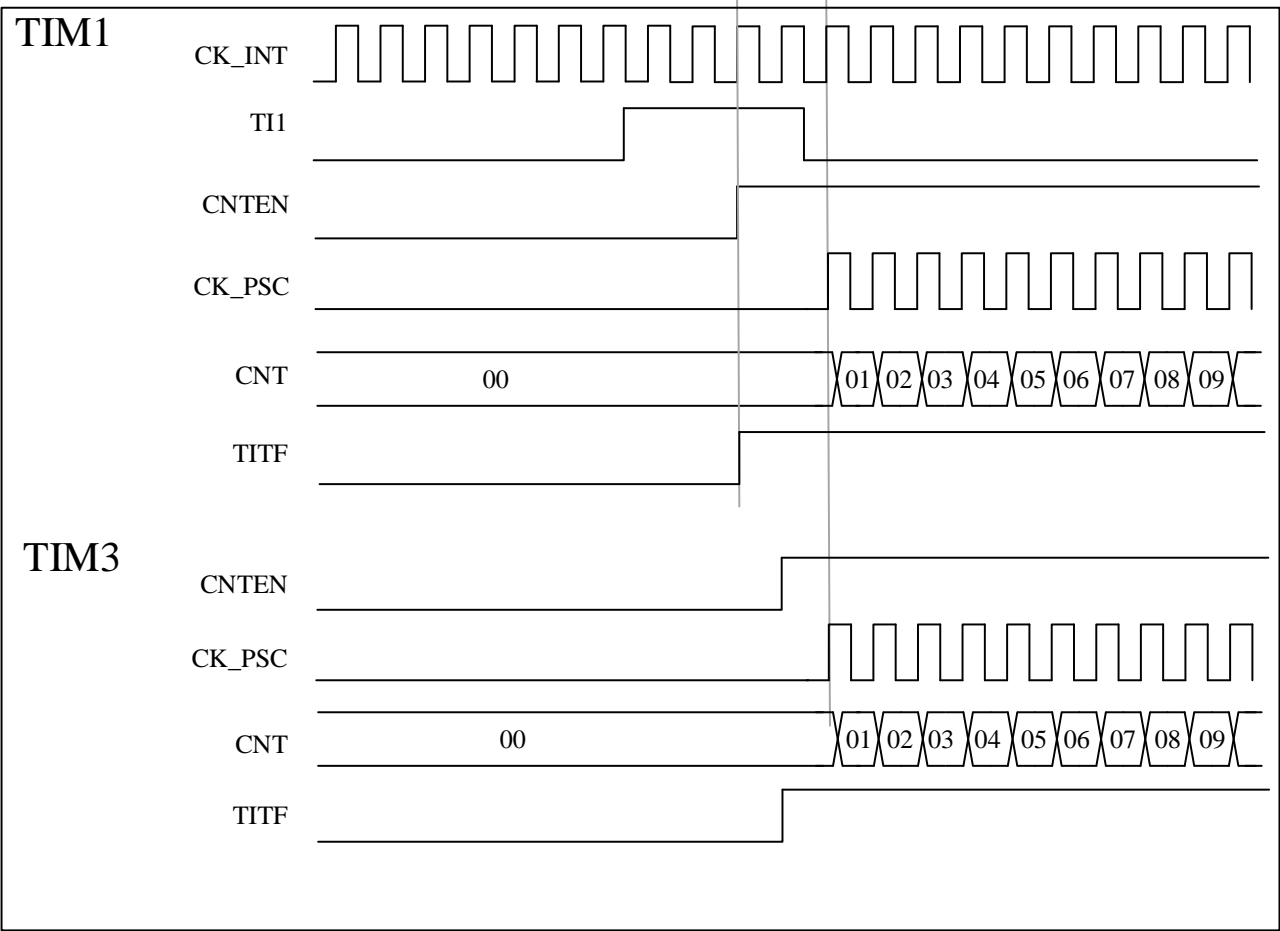 TIM1
CK_INT
TI1
CNTEN
CK_PSC
CNT 00 01 02 03 04 05 06 07 08 09
TITF
TIM3
CNTEN
CK_PSC
CNT 00 01 02 03 04 05 06 07 08 09
TITF